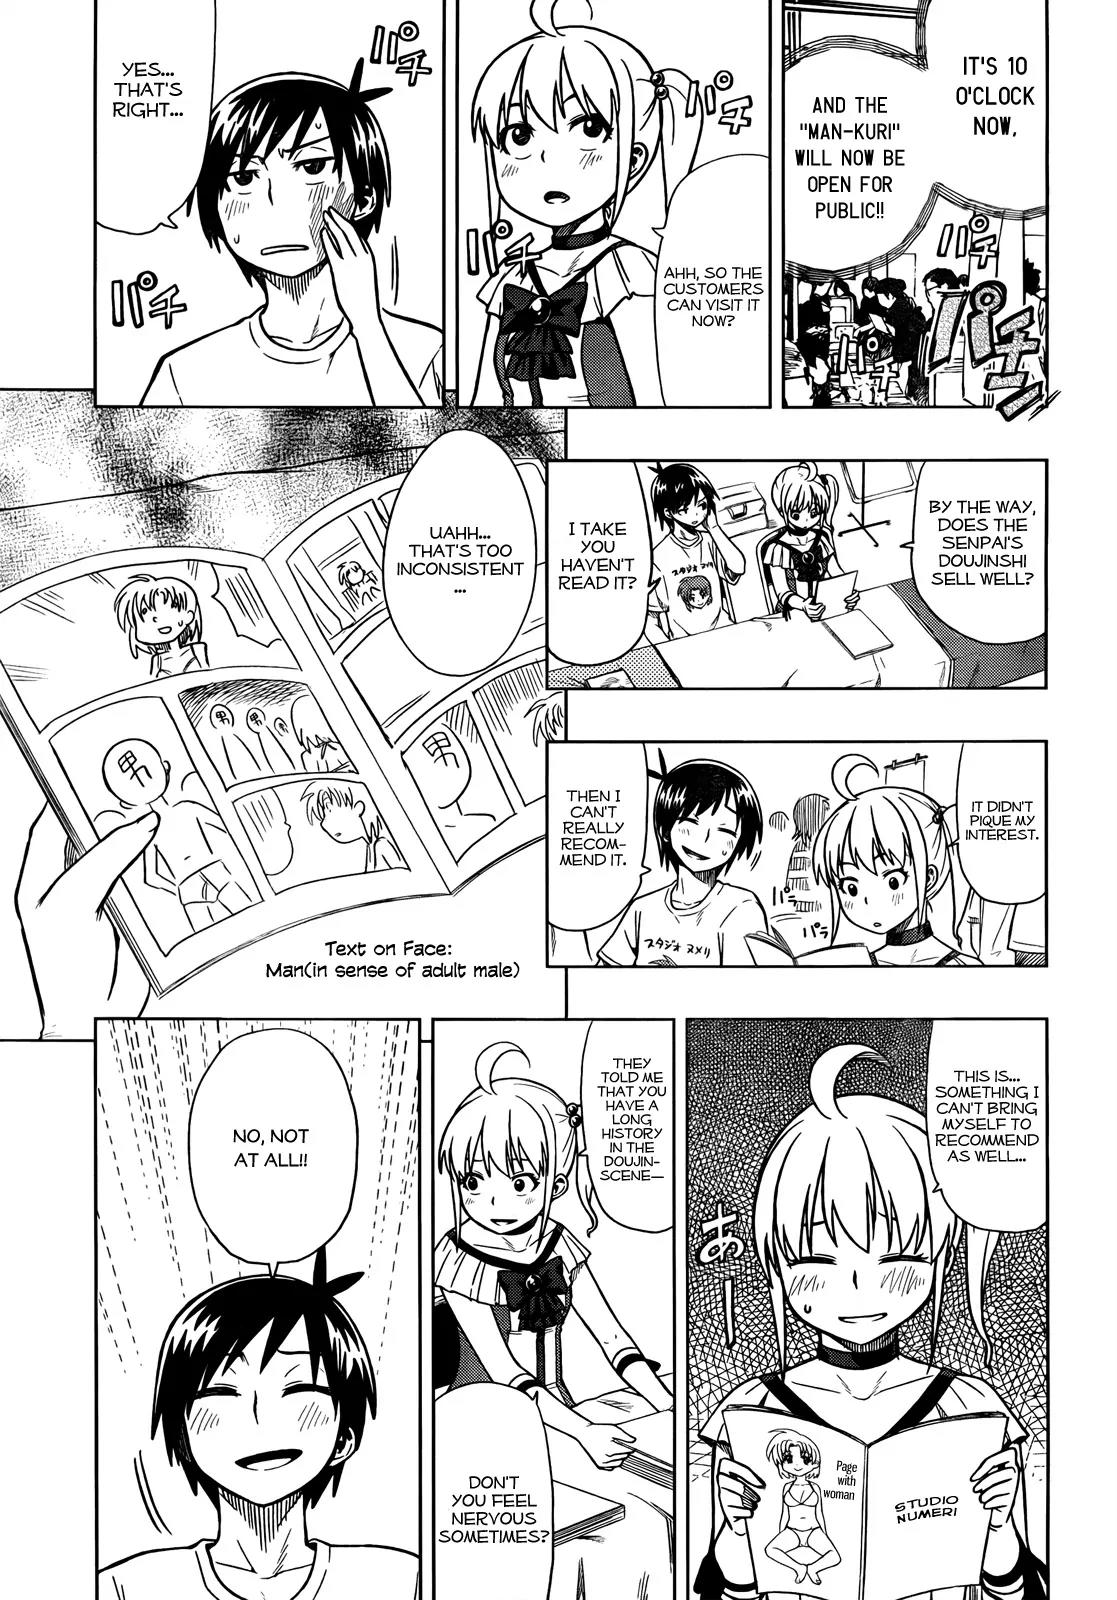 IT'S 10
O'CLOCK
NOW,
AND THE
"MAN-KURI"
WILL NOW BE
OPEN FOR
PUBLIC!!
パチ
パチ
パチ
AHH, SO THE
CUSTOMERS
CAN VISIT IT
NOW?
パチ
パチ
パチ
YES...
THAT'S
RIGHT...
パチ
BY THE WAY,
DOES THE
SENPAI'S
DOUJINSHI
SELL WELL?
I TAKE
YOU
HAVEN'T
READ IT?
スタジオ ヌメリ
IT DIDN'T
PIQUE MY
INTEREST.
THEN I
CAN'T
REALLY
RECOM-
MEND IT.
パラ
パラ
スタジオ ヌメリ
UAHH...
THAT'S TOO
INCONSISTENT
...
男
男
男
男
男
Text on Face:
Man(in sense of adult male)
THIS IS...
SOMETHING I
CAN'T BRING
MYSELF TO
RECOMMEND
AS WELL...
あー
Page
with
woman
STUDIO
NUMERI
THEY
TOLD ME
THAT YOU
HAVE A
LONG
HISTORY
IN THE
DOUJIN-
SCENE—
DON'T
YOU FEEL
NERVOUS
SOMETIMES?
NO, NOT
AT ALL!!